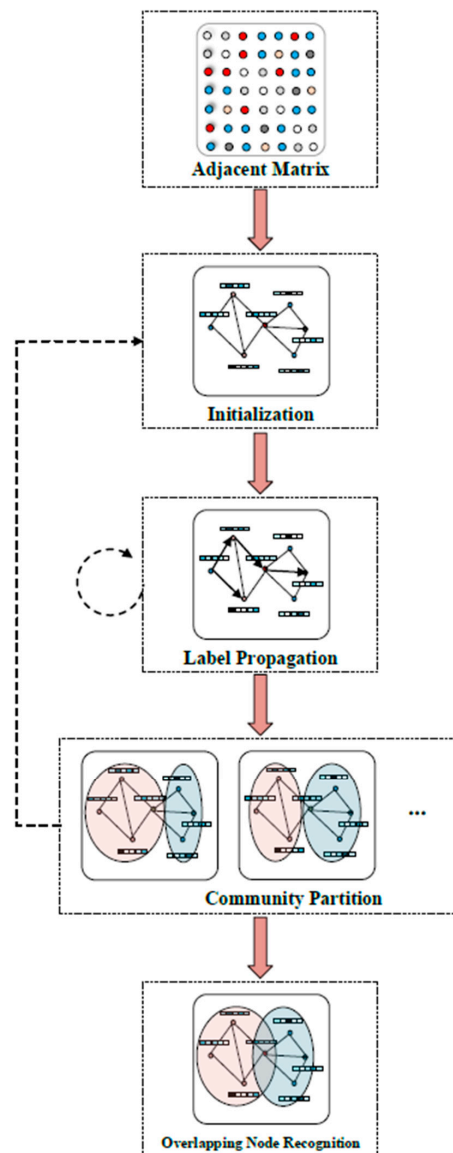 Adjacent Matrix
Initialization
Label Propagation
...
Community Partition
Overlapping Node Recognition